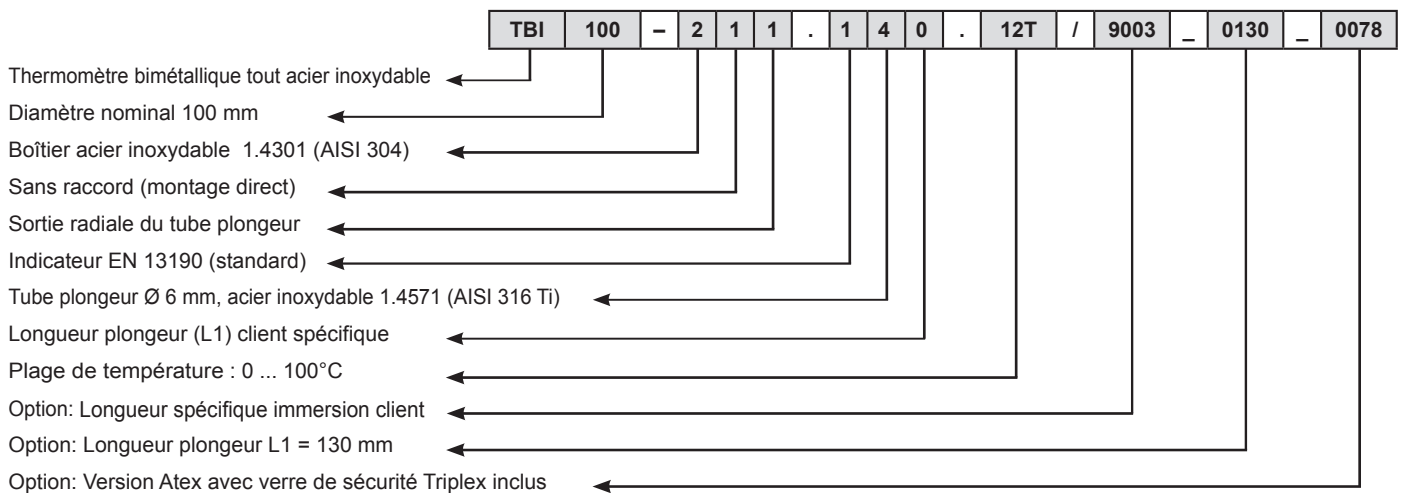 TBI 100 – 2 1 1 . 1 4 0 . 12T / 9003 _ 0130 _ 0078
Thermomètre bimétallique tout acier inoxydable
Diamètre nominal 100 mm
Boîtier acier inoxydable 1.4301 (AISI 304)
Sans raccord (montage direct)
Sortie radiale du tube plongeur
Indicateur EN 13190 (standard)
Tube plongeur Ø 6 mm, acier inoxydable 1.4571 (AISI 316 Ti)
Longueur plongeur (L1) client spécifique
Plage de température : 0 ... 100°C
Option: Longueur spécifique immersion client
Option: Longueur plongeur L1 = 130 mm
Option: Version Atex avec verre de sécurité Triplex inclus